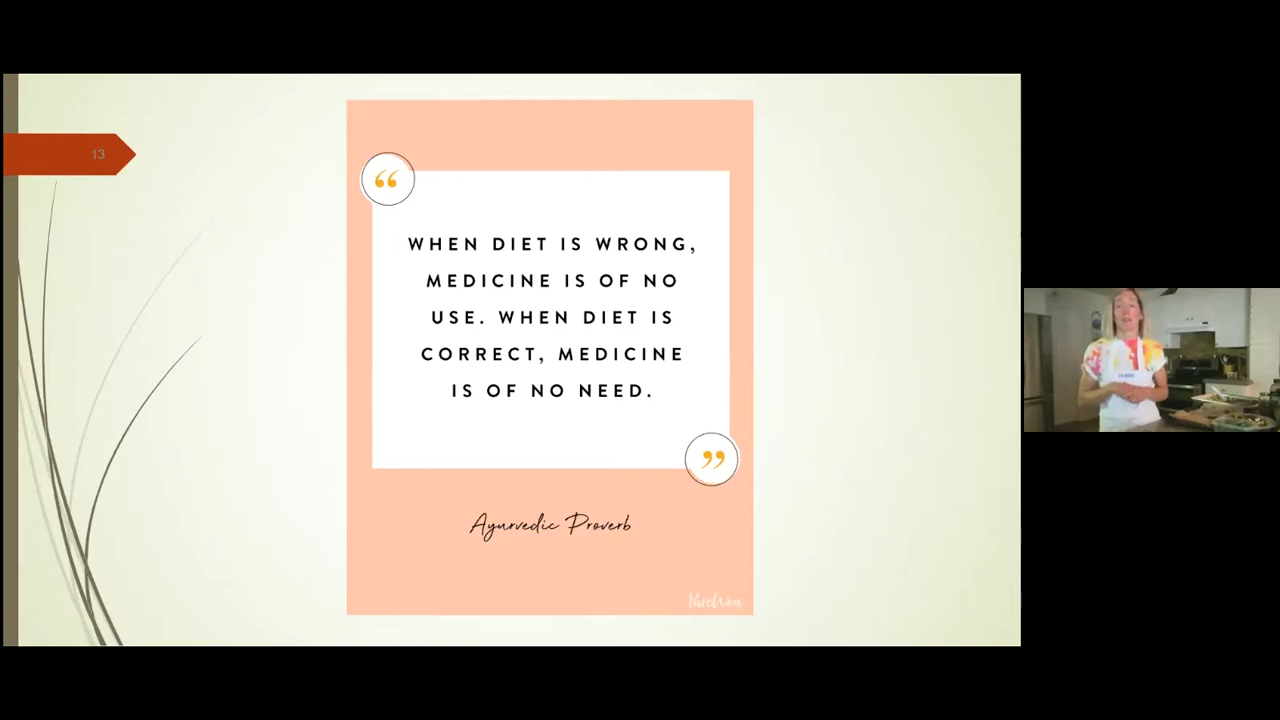 13
“
WHEN DIET IS WRONG,
MEDICINE IS OF NO
USE. WHEN DIET IS
CORRECT, MEDICINE
IS OF NO NEED.
”
Ayurvedic Proverb